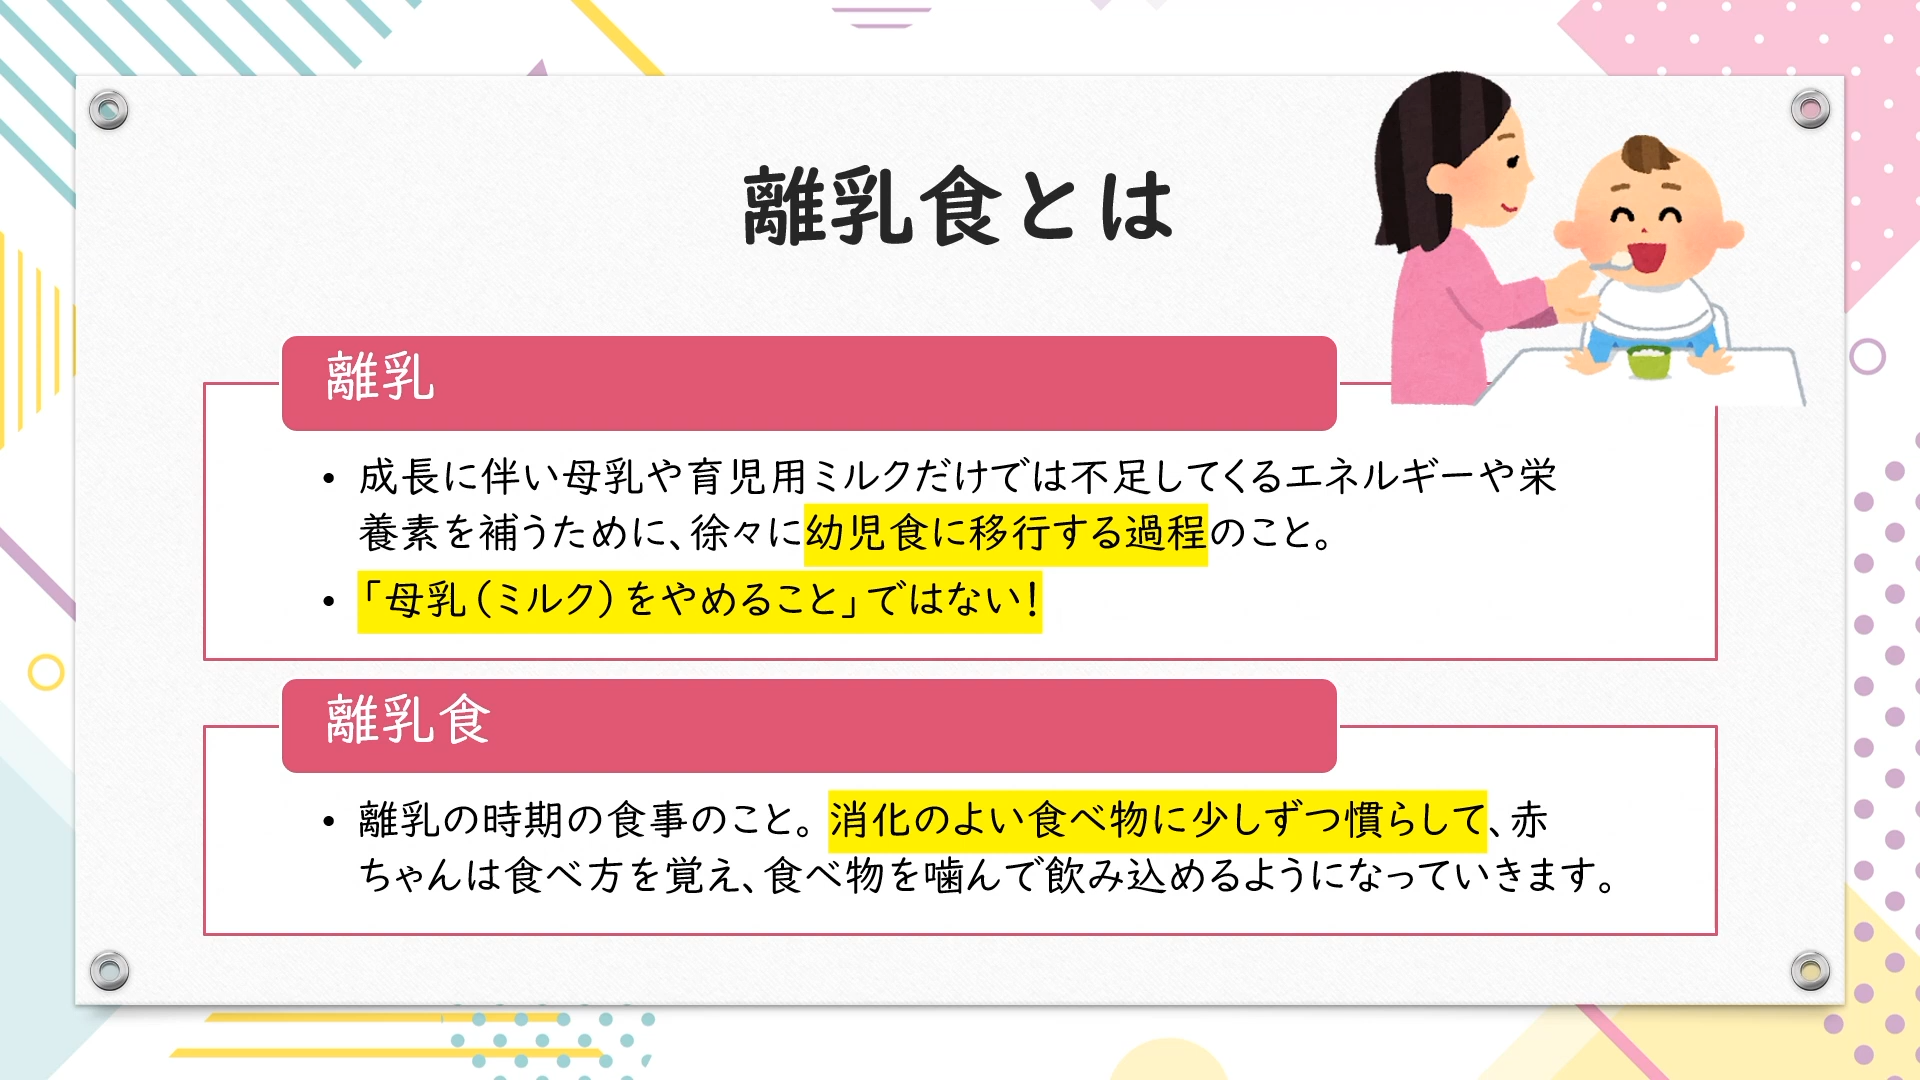 離乳食とは
離乳
• 成長に伴い母乳や育児用ミルクだけでは不足してくるエネルギーや栄
養素を補うために、徐々に幼児食に移行する過程のこと。
• 「母乳（ミルク）をやめること」ではない！
離乳食
• 離乳の時期の食事のこと。消化のよい食べ物に少しずつ慣らして、赤
ちゃんは食べ方を覚え、食べ物を噛んで飲み込めるようになっていきます。